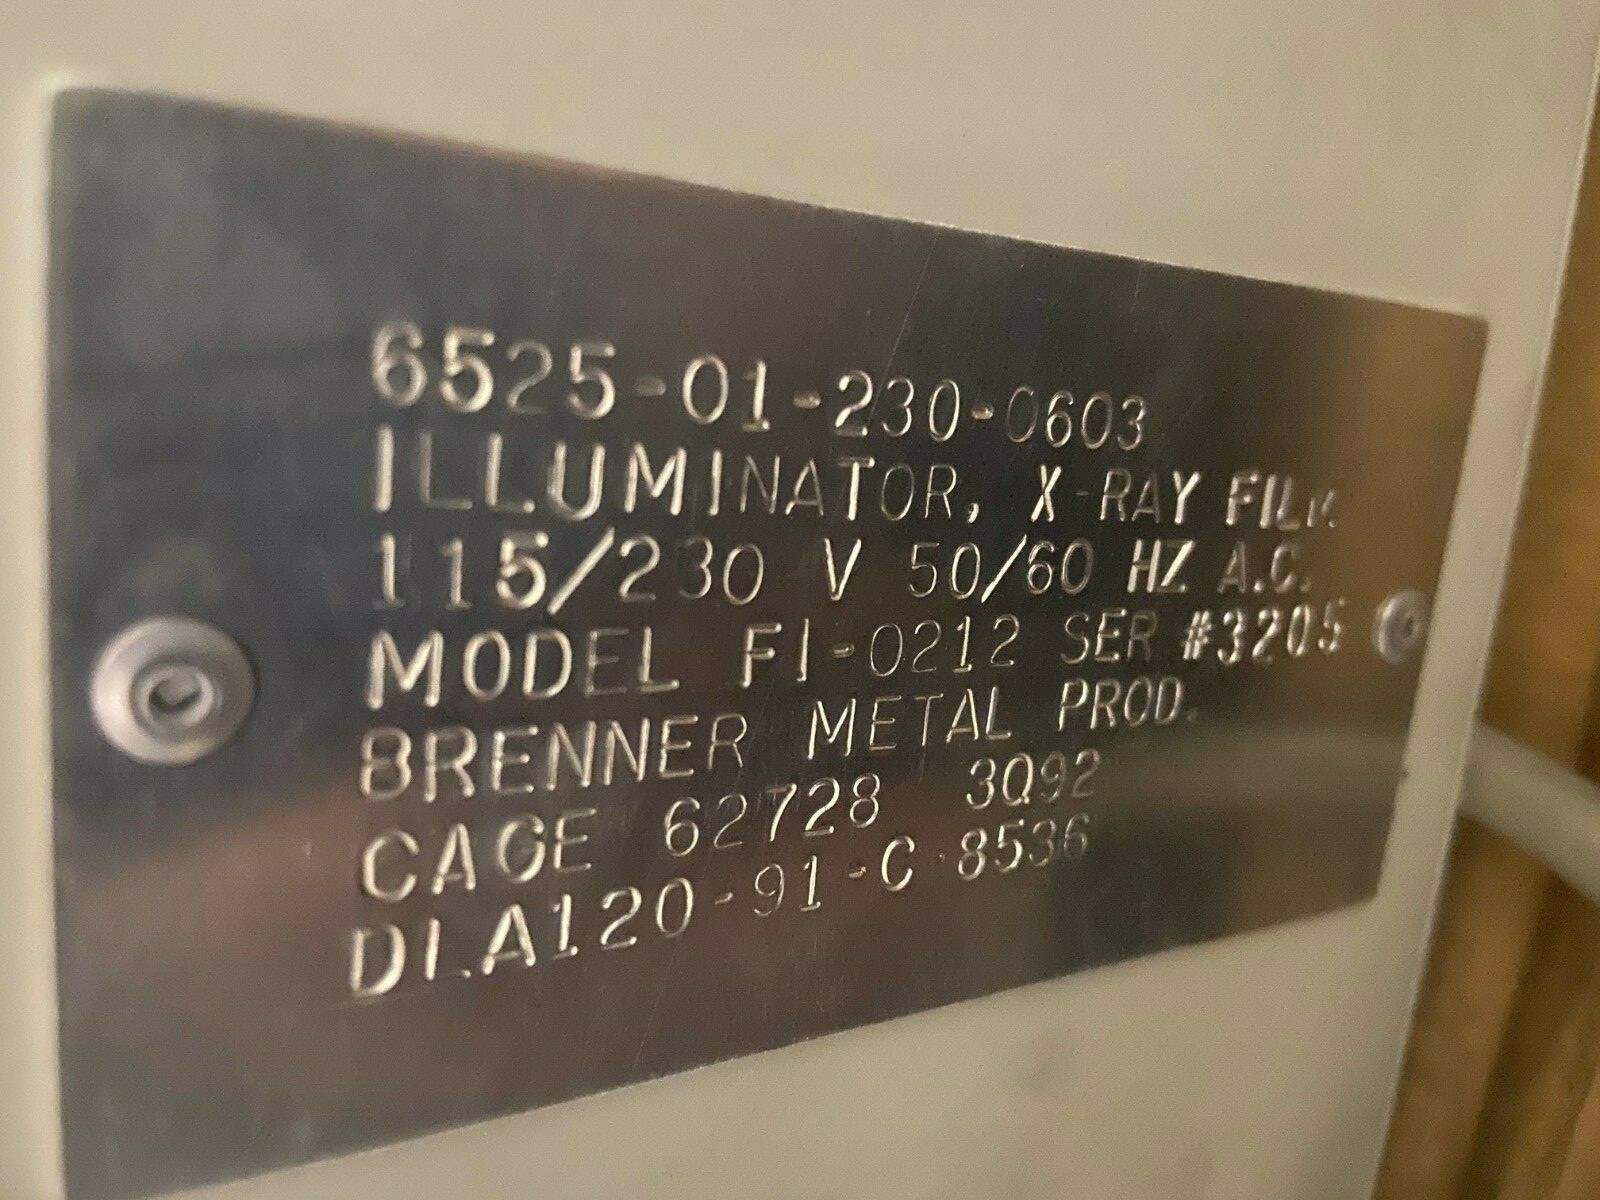 6525-01-230-0603
ILLUMINATOR, X-RAY FILM
115/230 V 50/60 HZ A.C.
MODEL FI-0212 SER #3205
BRENNER METAL PROD.
CAGE 62728 3Q92
DLA120-91-C-8536